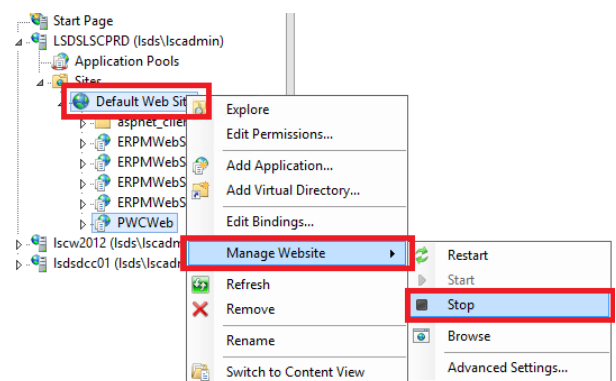 Start Page
LSDSLSCPRD (lsds\lscadmin)
Application Pools
Sites
Default Web Sit
aspnet_clien
ERPMWebS
ERPMWebS
ERPMWebS
ERPMWebS
PWCWeb
lscw2012 (lsds\lscadm
lsdsdcc01 (lsds\lscadm
Explore
Edit Permissions...
Add Application...
Add Virtual Directory...
Edit Bindings...
Manage Website
Refresh
Remove
Rename
Switch to Content View
Restart
Start
Stop
Browse
Advanced Settings...